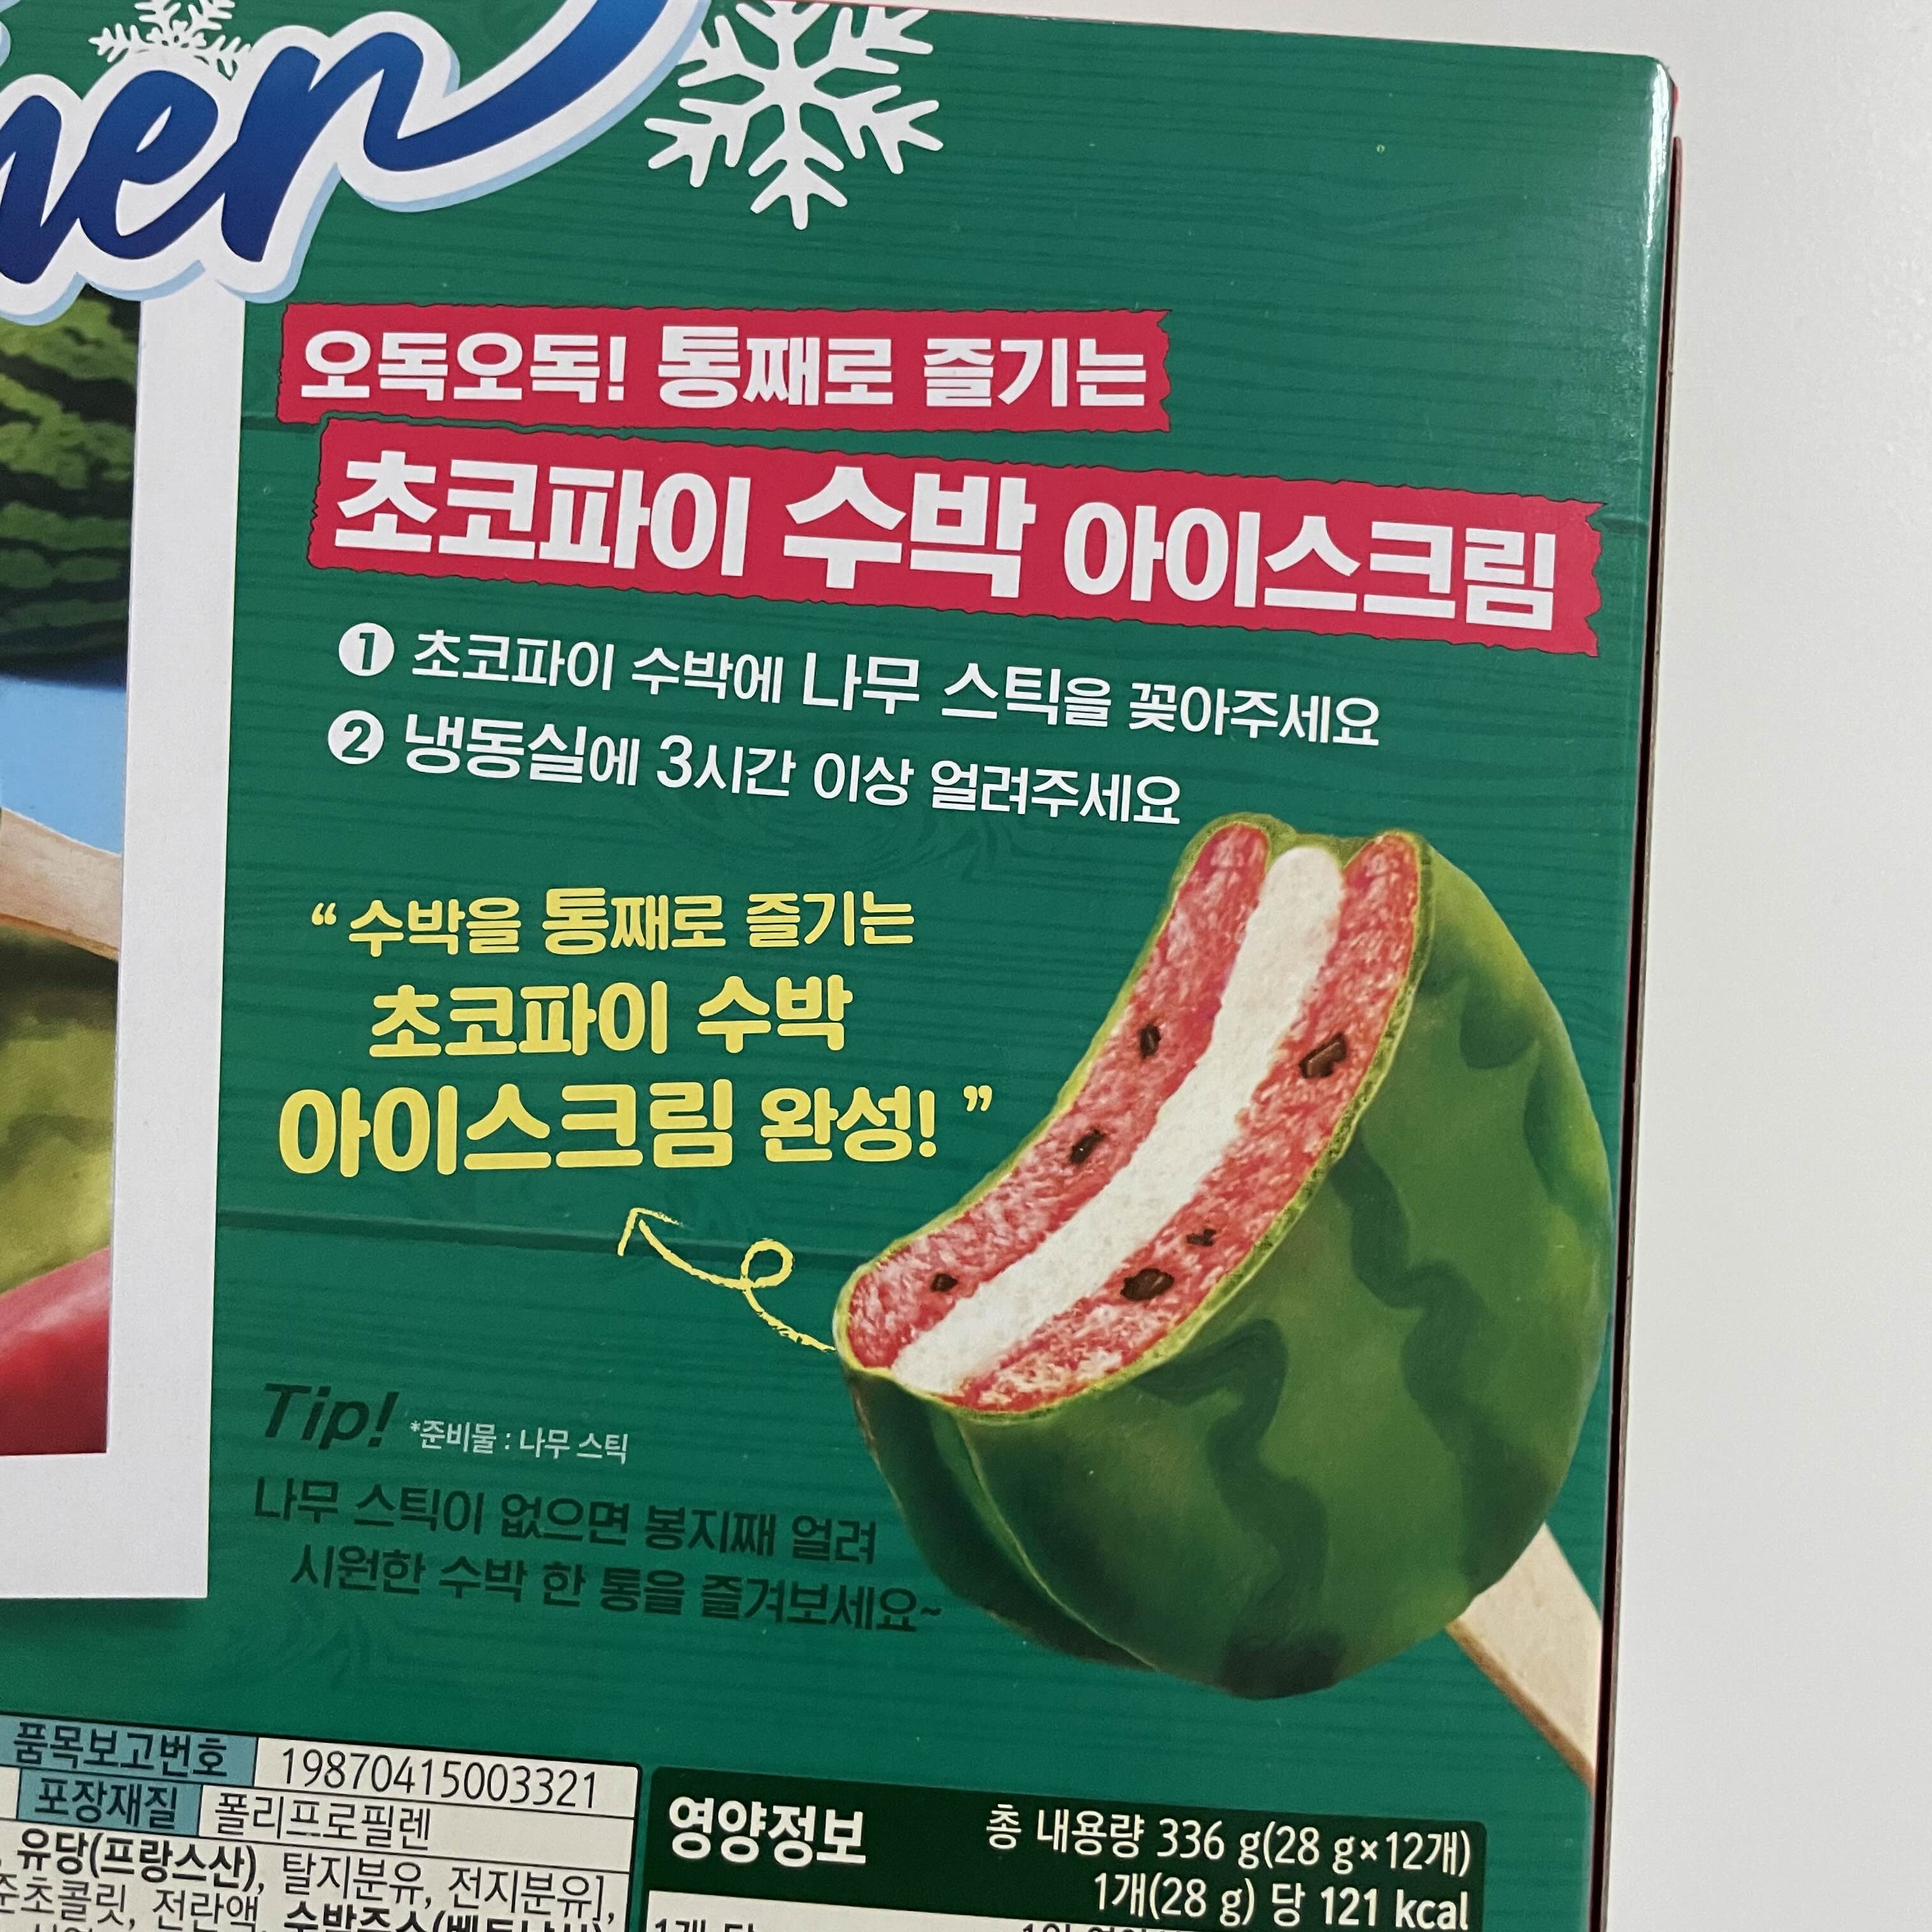 오독오독! 통째로 즐기는
초코파이 수박 아이스크림
① 초코파이 수박에 나무 스틱을 꽂아주세요
② 냉동실에 3시간 이상 얼려주세요
“ 수박을 통째로 즐기는
초코파이 수박
아이스크림 완성! ”
Tip! *준비물 : 나무 스틱
나무 스틱이 없으면 봉지째 얼려
시원한 수박 한 통을 즐겨보세요~
품목보고번호 19870415003321
포장재질 폴리프로필렌
, 유당(프랑스산), 탈지분유, 전지분유],
준초콜릿, 전란액,
영양정보
총 내용량 336 g(28 g×12개)
1개(28 g) 당 121 kcal